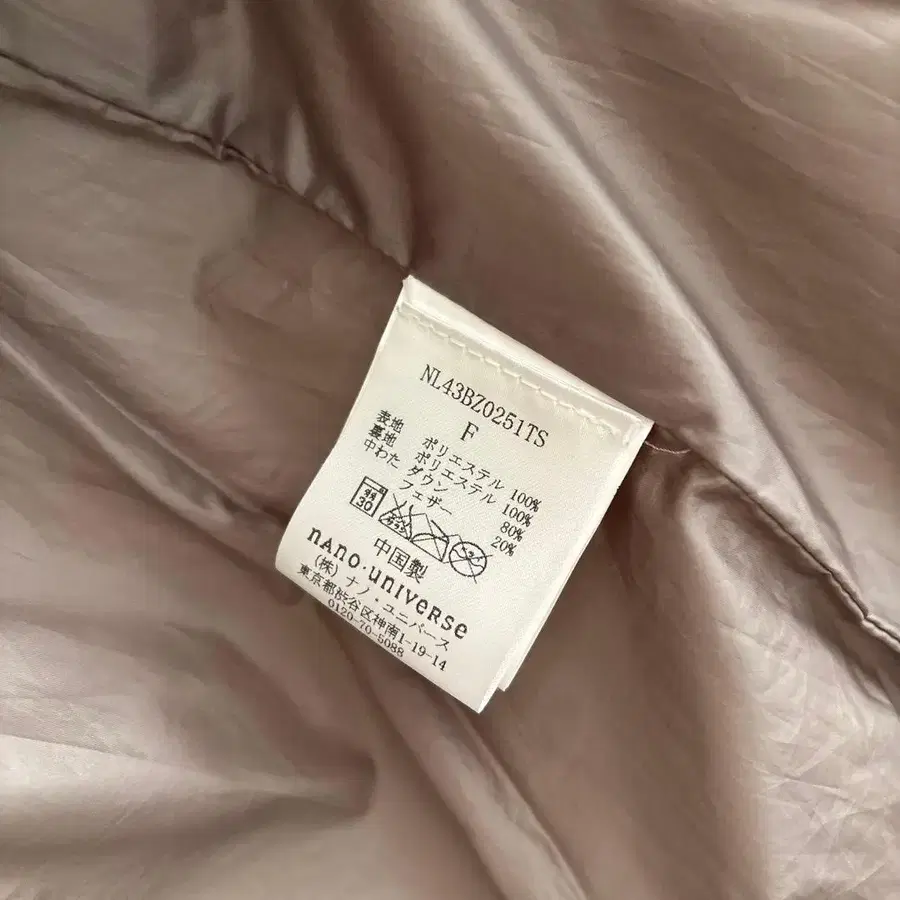 NL43BZ0251TS
F
表地 ポリエステル 100%
裏地 ポリエステル 100%
中わた ダウン 80%
フェザー 20%
中国製
nano・universe
(株) ナノ・ユニバース
東京都渋谷区神南1-19-14
0120-70-5088